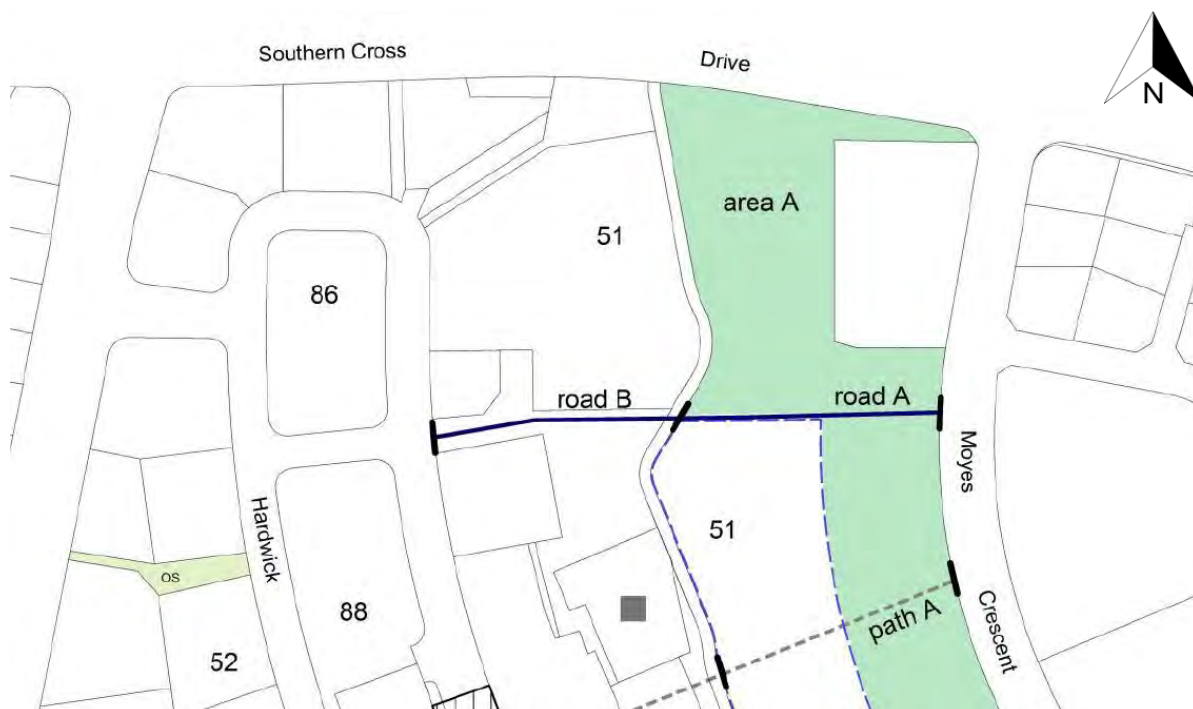 Southern Cross
Drive
N
area A
51
86
road B
road A
Moyes
51
Hardwick
os
path A
Crescent
88
52